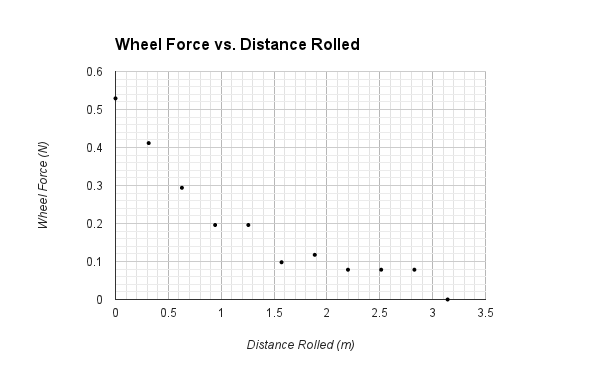 Wheel Force vs. Distance Rolled
0.6
0.5
0.4
0.3
0.2
0.1
0
Wheel Force (N)
0 0.5 1 1.5 2 2.5 3 3.5
Distance Rolled (m)